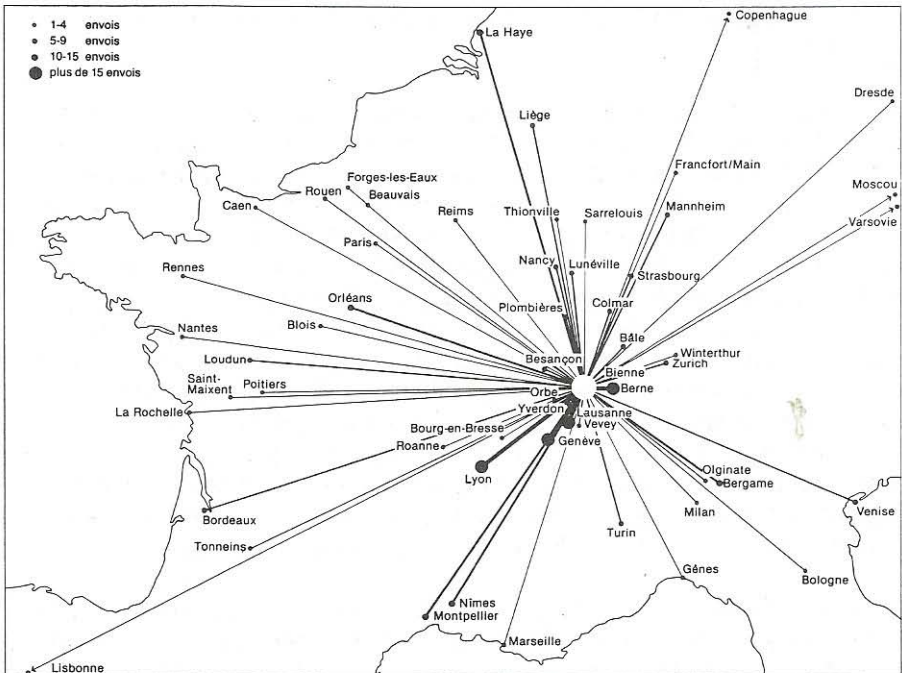 1-4 envois
5-9 envois
10-15 envois
plus de 15 envois
Copenhague
La Haye
Dresde
Liège
Francfort/Main
Forges-les-Eaux
Moscou
Rouen
Beauvais
Caen
Reims
Thionville
Sarrelouis
Mannheim
Varsovie
Paris
Nancy
Lunéville
Rennes
Strasbourg
Orléans
Plombières
Colmar
Blois
Nantes
Bâle
Loudun
Besançon
Winterthur
Bienne
Zurich
Saint-
Maixent
Poitiers
Orbe
Berne
La Rochelle
Yverdon
Lausanne
Vevey
Bourg-en-Bresse
Roanne
Genève
Lyon
Olginate
Bergame
Bordeaux
Milan
Venise
Turin
Tonneins
Gênes
Bologne
Nîmes
Montpellier
Marseille
Lisbonne